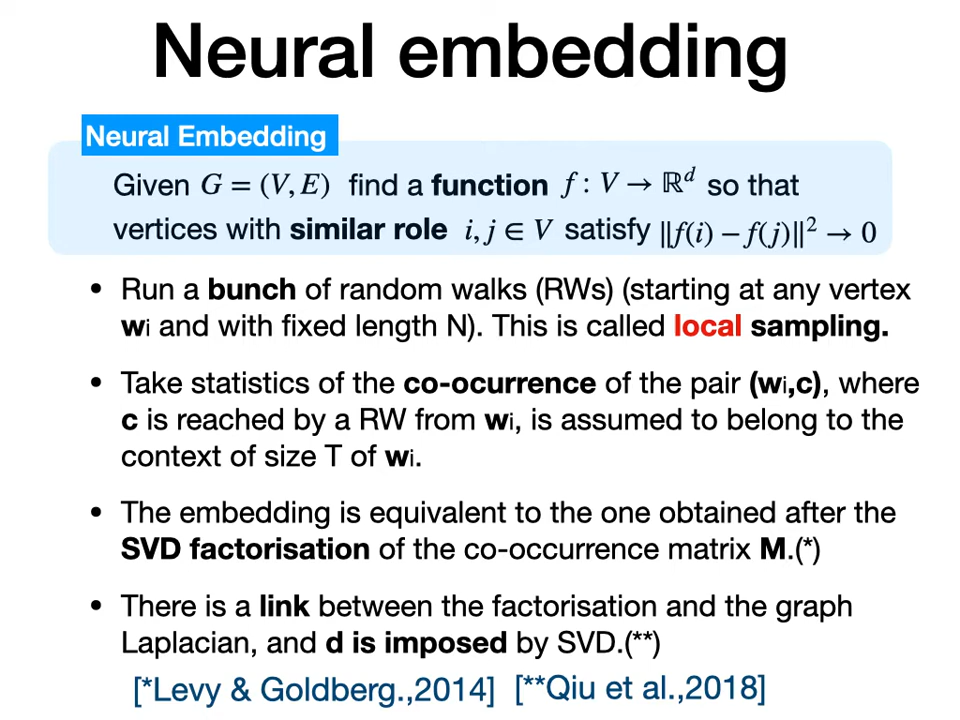 Neural embedding
Neural Embedding
Given G = (V, E) find a function f : V → ℝᵈ so that
vertices with similar role i, j ∈ V satisfy ∥f(i) − f(j)∥² → 0
• Run a bunch of random walks (RWs) (starting at any vertex
wi and with fixed length N). This is called local sampling.
• Take statistics of the co-ocurrence of the pair (wi,c), where
c is reached by a RW from wi, is assumed to belong to the
context of size T of wi.
• The embedding is equivalent to the one obtained after the
SVD factorisation of the co-occurrence matrix M.(*)
• There is a link between the factorisation and the graph
Laplacian, and d is imposed by SVD.(**)
[*Levy & Goldberg.,2014] [**Qiu et al.,2018]